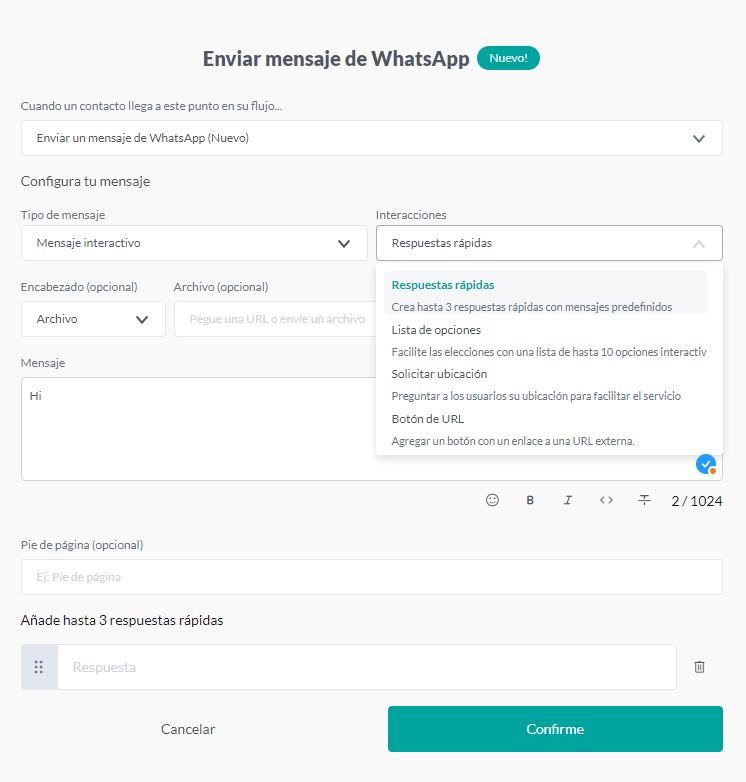 Enviar mensaje de WhatsApp Nuevo!
Cuando un contacto llega a este punto en su flujo...
Enviar un mensaje de WhatsApp (Nuevo)
Configura tu mensaje
Tipo de mensaje
Mensaje interactivo
Interacciones
Respuestas rápidas
Respuestas rápidas
Crea hasta 3 respuestas rápidas con mensajes predefinidos
Lista de opciones
Facilite las elecciones con una lista de hasta 10 opciones interactiv
Solicitar ubicación
Preguntar a los usuarios su ubicación para facilitar el servicio
Botón de URL
Agregar un botón con un enlace a una URL externa.
Encabezado (opcional)
Archivo
Archivo (opcional)
Pegue una URL o envíe un archivo
Mensaje
Hi
B I <> T 2 / 1024
Pie de página (opcional)
Ej: Pie de página
Añade hasta 3 respuestas rápidas
Respuesta
Cancelar
Confirme